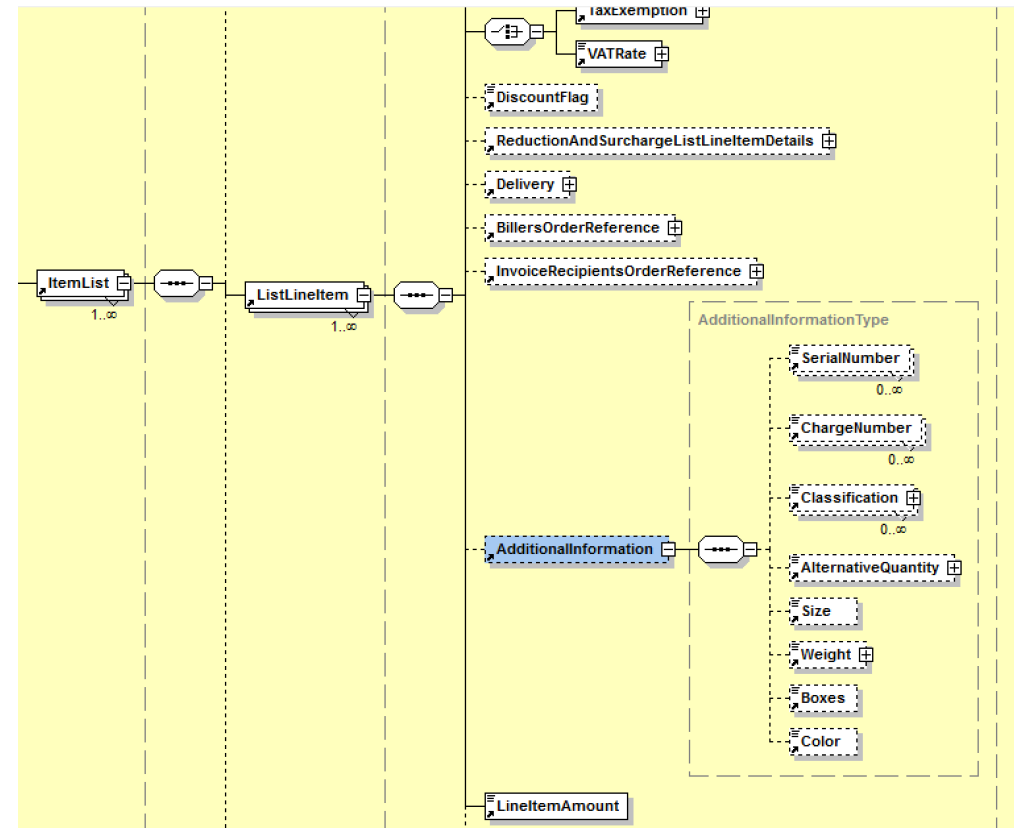 TaxExemption
VATRate
DiscountFlag
ReductionAndSurchargeListLineItemDetails
Delivery
BillersOrderReference
InvoiceRecipientsOrderReference
ItemList
1..∞
ListLineItem
1..∞
AdditionalInformationType
SerialNumber
0..∞
ChargeNumber
0..∞
Classification
0..∞
AdditionalInformation
AlternativeQuantity
Size
Weight
Boxes
Color
LineItemAmount